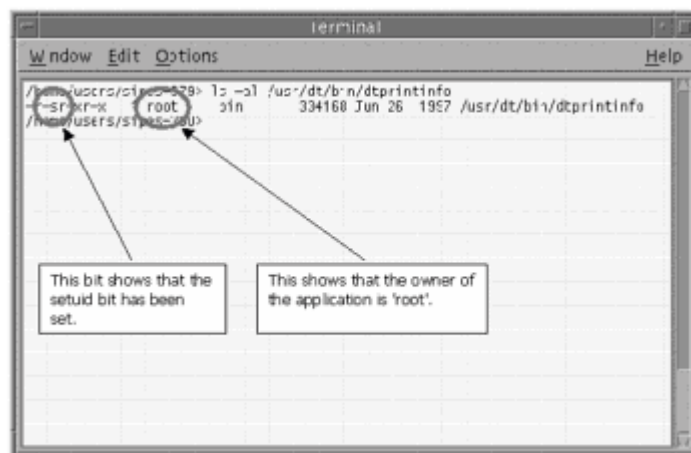 Terminal
Window Edit Options Help
ls -al /usr/dt/bin/dtprintinfo
root bin 334168 Jun 26 1997 /usr/dt/bin/dtprintinfo
This bit shows that the
setuid bit has been
set.
This shows that the owner of
the application is 'root'.